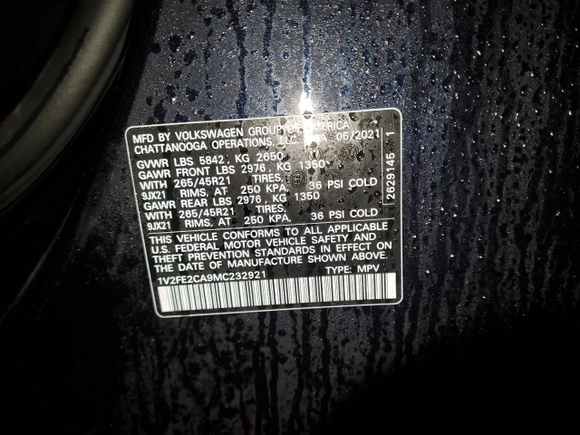 MFD BY VOLKSWAGEN GROUP OF AMERICA
CHATTANOOGA OPERATIONS, LLC 06/2021
GVWR LBS 5842, KG 2650
GAWR FRONT LBS 2976, KG 1350
WITH 265/45R21 TIRES,
9JX21 RIMS, AT 250 KPA, 36 PSI COLD
GAWR REAR LBS 2976, KG 1350
WITH 265/45R21 TIRES,
9JX21 RIMS, AT 250 KPA, 36 PSI COLD
THIS VEHICLE CONFORMS TO ALL APPLICABLE
U.S. FEDERAL MOTOR VEHICLE SAFETY AND
THEFT PREVENTION STANDARDS IN EFFECT ON
THE DATE OF MANUFACTURE SHOWN ABOVE.
1V2FE2CA9MC232921 TYPE: MPV
2629145 1